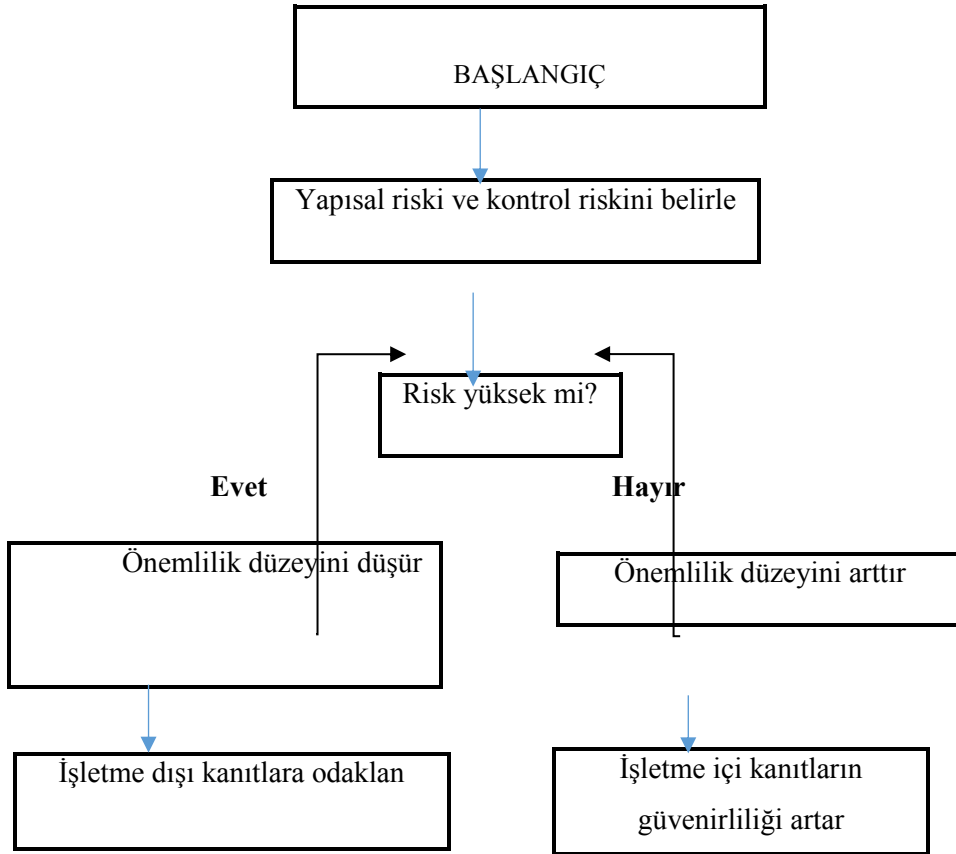 BAŞLANGIÇ
Yapısal riski ve kontrol riskini belirle
Risk yüksek mi?
Evet
Hayır
Önemlilik düzeyini düşür
Önemlilik düzeyini arttır
İşletme dışı kanıtlara odaklan
İşletme içi kanıtların
güvenirliliği artar